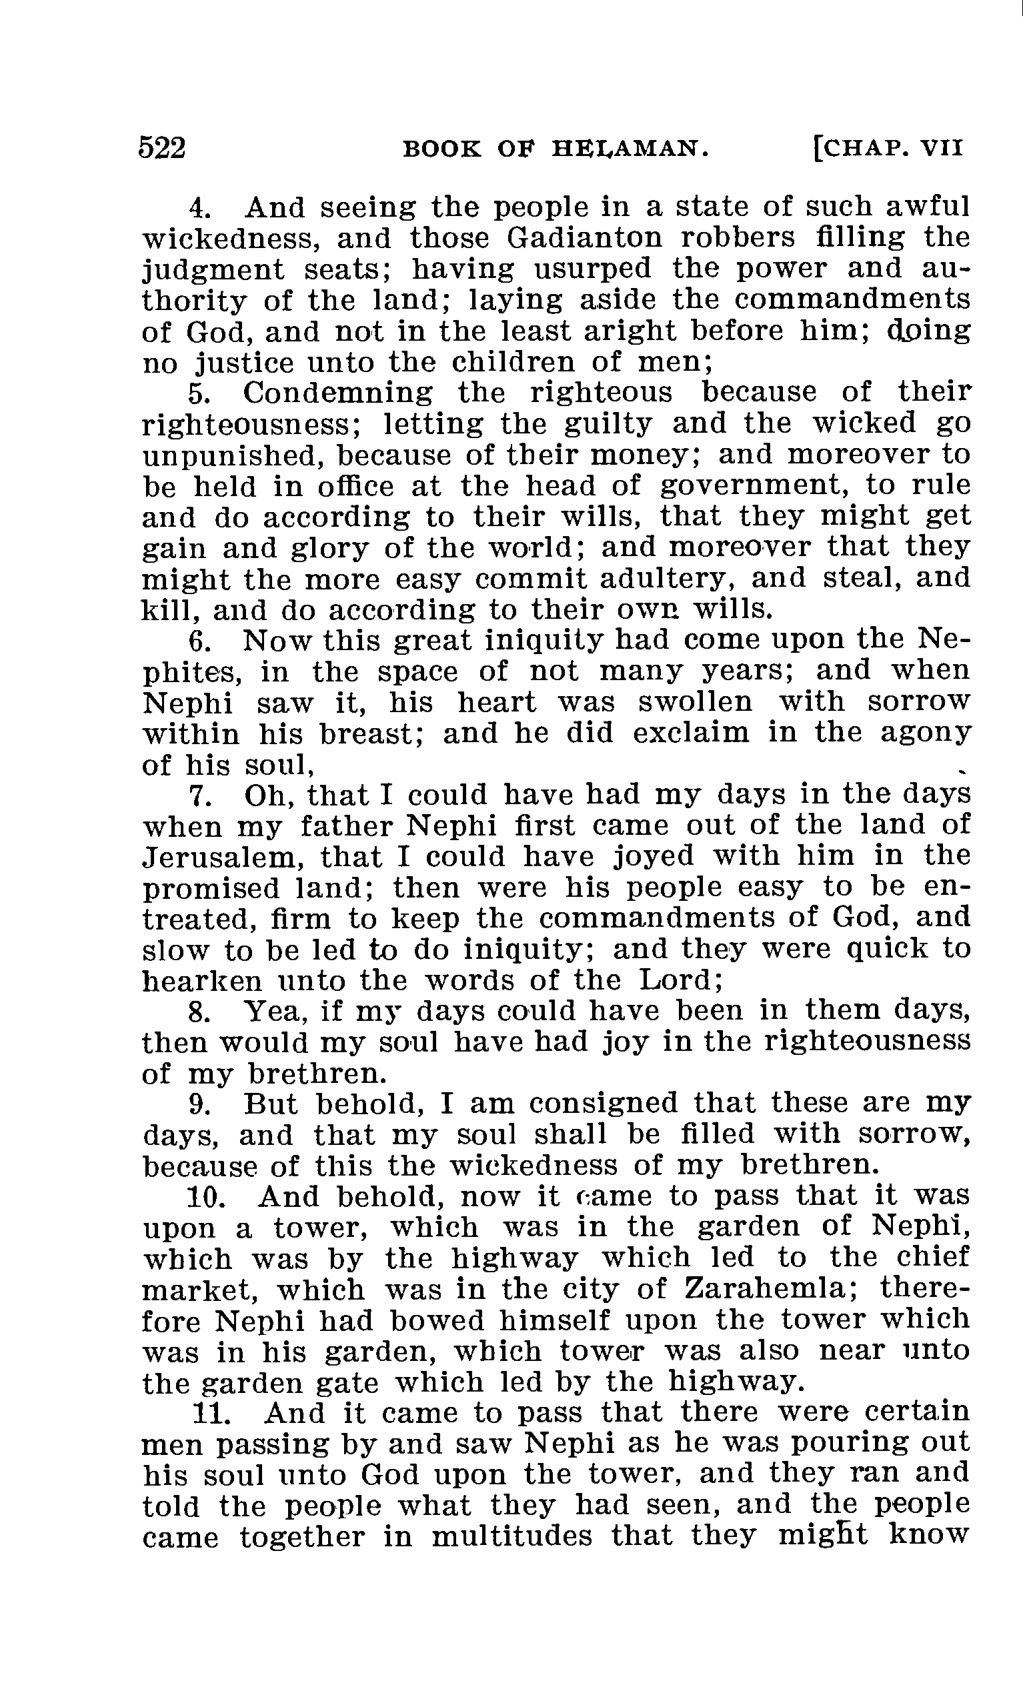 522 BOOK OF HELAMAN. [CHAP. VII
4. And seeing the people in a state of such awful
wickedness, and those Gadianton robbers filling the
judgment seats; having usurped the power and au-
thority of the land; laying aside the commandments
of God, and not in the least aright before him; doing
no justice unto the children of men;
5. Condemning the righteous because of their
righteousness; letting the guilty and the wicked go
unpunished, because of their money; and moreover to
be held in office at the head of government, to rule
and do according to their wills, that they might get
gain and glory of the world; and moreover that they
might the more easy commit adultery, and steal, and
kill, and do according to their own wills.
6. Now this great iniquity had come upon the Ne-
phites, in the space of not many years; and when
Nephi saw it, his heart was swollen with sorrow
within his breast; and he did exclaim in the agony
of his soul,
7. Oh, that I could have had my days in the days
when my father Nephi first came out of the land of
Jerusalem, that I could have joyed with him in the
promised land; then were his people easy to be en-
treated, firm to keep the commandments of God, and
slow to be led to do iniquity; and they were quick to
hearken unto the words of the Lord;
8. Yea, if my days could have been in them days,
then would my soul have had joy in the righteousness
of my brethren.
9. But behold, I am consigned that these are my
days, and that my soul shall be filled with sorrow,
because of this the wickedness of my brethren.
10. And behold, now it came to pass that it was
upon a tower, which was in the garden of Nephi,
which was by the highway which led to the chief
market, which was in the city of Zarahemla; there-
fore Nephi had bowed himself upon the tower which
was in his garden, which tower was also near unto
the garden gate which led by the highway.
11. And it came to pass that there were certain
men passing by and saw Nephi as he was pouring out
his soul unto God upon the tower, and they ran and
told the people what they had seen, and the people
came together in multitudes that they might know